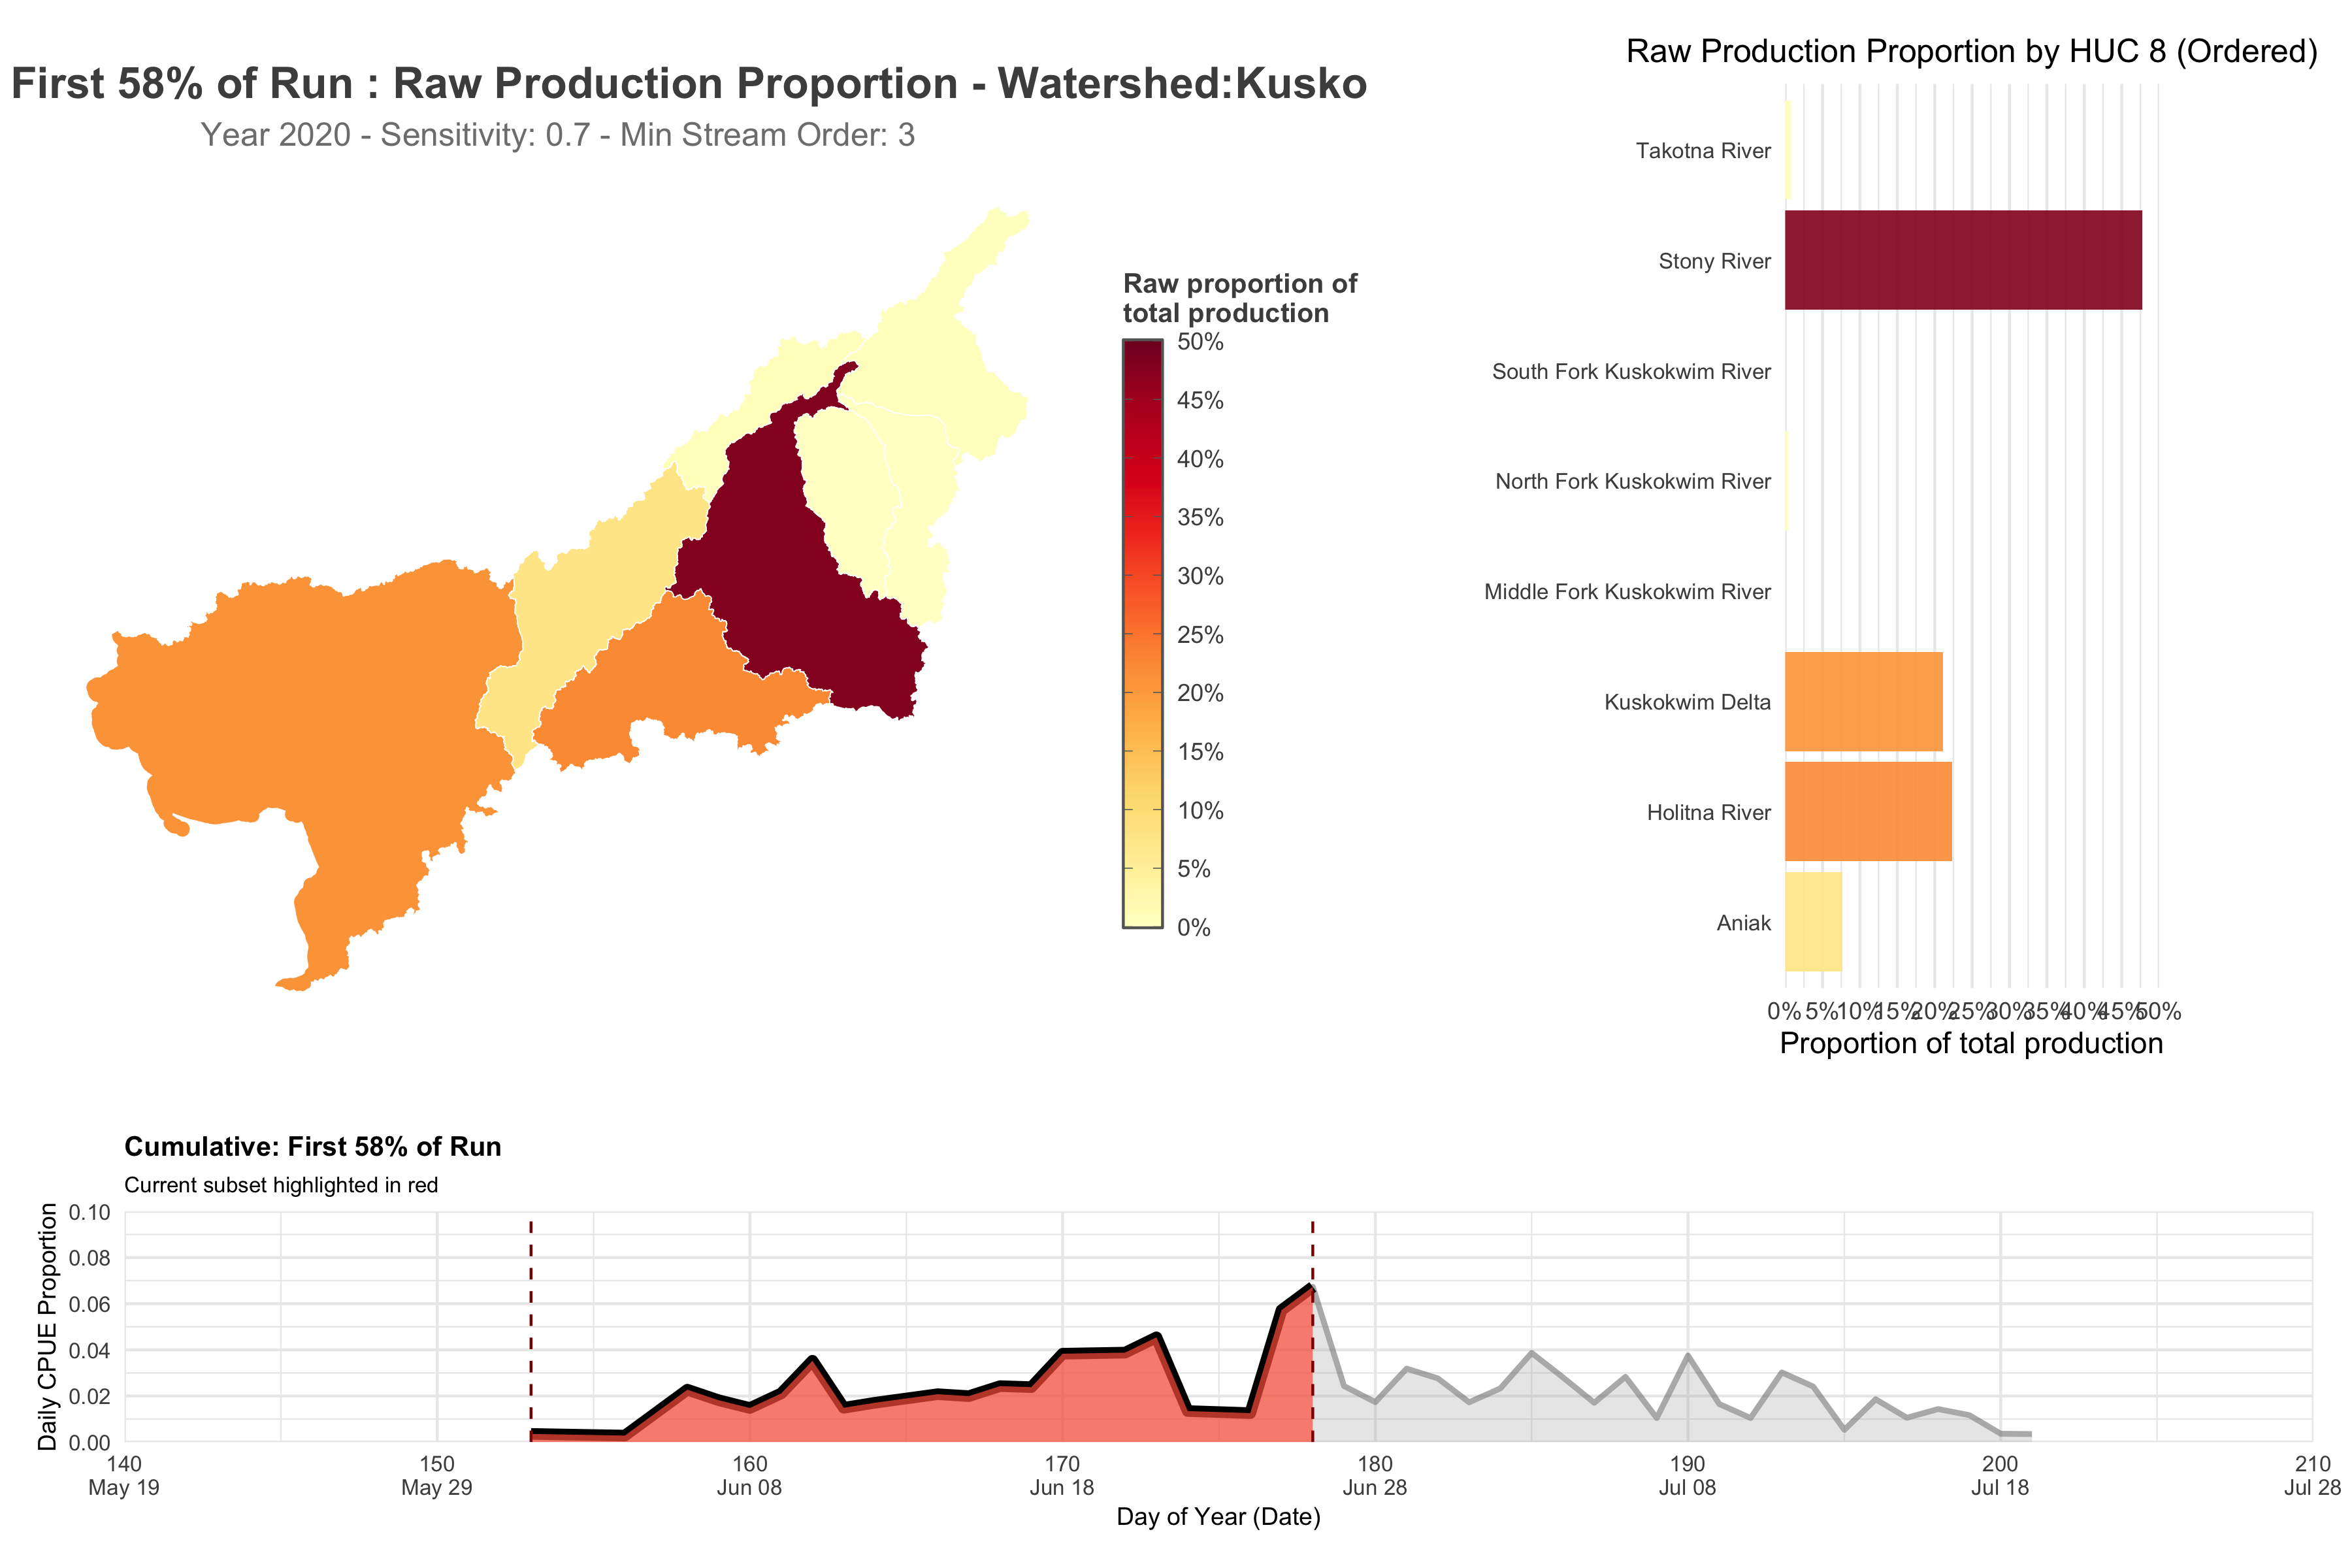 First 58% of Run : Raw Production Proportion - Watershed:Kusko
Year 2020 - Sensitivity: 0.7 - Min Stream Order: 3
Raw proportion of
total production
50%
45%
40%
35%
30%
25%
20%
15%
10%
5%
0%
Raw Production Proportion by HUC 8 (Ordered)
Takotna River
Stony River
South Fork Kuskokwim River
North Fork Kuskokwim River
Middle Fork Kuskokwim River
Kuskokwim Delta
Holitna River
Aniak
0% 5% 10% 15% 20% 25% 30% 35% 40% 45% 50%
Proportion of total production
Cumulative: First 58% of Run
Current subset highlighted in red
Daily CPUE Proportion
0.10
0.08
0.06
0.04
0.02
0.00
140 150 160 170 180 190 200 210
May 19 May 29 Jun 08 Jun 18 Jun 28 Jul 08 Jul 18 Jul 28
Day of Year (Date)